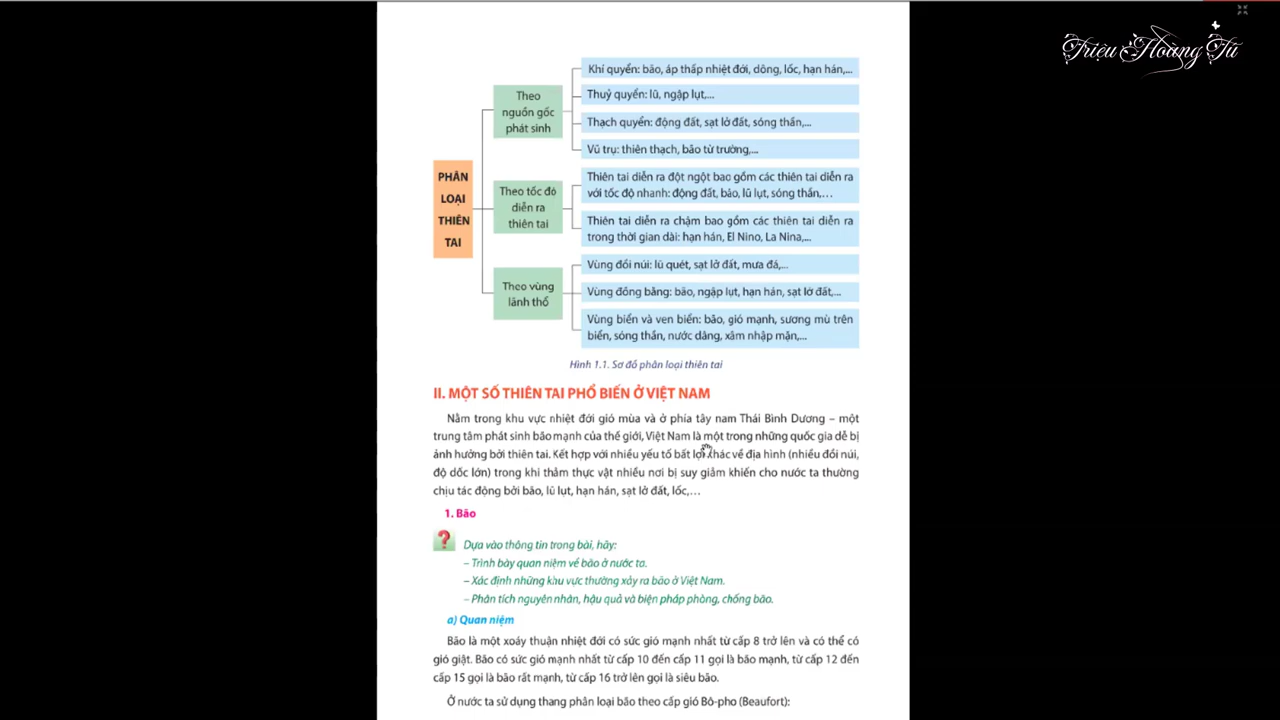 Triệu Hoàng Tú
PHÂN
LOẠI
THIÊN
TAI
Theo
nguồn gốc
phát sinh
Khí quyển: bão, áp thấp nhiệt đới, dông, lốc, hạn hán,...
Thuỷ quyển: lũ, ngập lụt,...
Thạch quyển: động đất, sạt lở đất, sóng thần,...
Vũ trụ: thiên thạch, bão từ trường,...
Theo tốc độ
diễn ra
thiên tai
Thiên tai diễn ra đột ngột bao gồm các thiên tai diễn ra
với tốc độ nhanh: động đất, bão, lũ lụt, sóng thần,...
Thiên tai diễn ra chậm bao gồm các thiên tai diễn ra
trong thời gian dài: hạn hán, El Nino, La Nina,...
Theo vùng
lãnh thổ
Vùng đồi núi: lũ quét, sạt lở đất, mưa đá,...
Vùng đồng bằng: bão, ngập lụt, hạn hán, sạt lở đất,...
Vùng biển và ven biển: bão, gió mạnh, sương mù trên
biển, sóng thần, nước dâng, xâm nhập mặn,...
Hình 1.1. Sơ đồ phân loại thiên tai
II. MỘT SỐ THIÊN TAI PHỔ BIẾN Ở VIỆT NAM
Nằm trong khu vực nhiệt đới gió mùa và ở phía tây nam Thái Bình Dương – một
trung tâm phát sinh bão mạnh của thế giới, Việt Nam là một trong những quốc gia dễ bị
ảnh hưởng bởi thiên tai. Kết hợp với nhiều yếu tố bất lợi khác về địa hình (nhiều đồi núi,
độ dốc lớn) trong khi thảm thực vật nhiều nơi bị suy giảm khiến cho nước ta thường
chịu tác động bởi bão, lũ lụt, hạn hán, sạt lở đất, lốc,...
1. Bão
?
Dựa vào thông tin trong bài, hãy:
– Trình bày quan niệm về bão ở nước ta.
– Xác định những khu vực thường xảy ra bão ở Việt Nam.
– Phân tích nguyên nhân, hậu quả và biện pháp phòng, chống bão.
a) Quan niệm
Bão là một xoáy thuận nhiệt đới có sức gió mạnh nhất từ cấp 8 trở lên và có thể có
gió giật. Bão có sức gió mạnh nhất từ cấp 10 đến cấp 11 gọi là bão mạnh, từ cấp 12 đến
cấp 15 gọi là bão rất mạnh, từ cấp 16 trở lên gọi là siêu bão.
Ở nước ta sử dụng thang phân loại bão theo cấp gió Bô-pho (Beaufort):